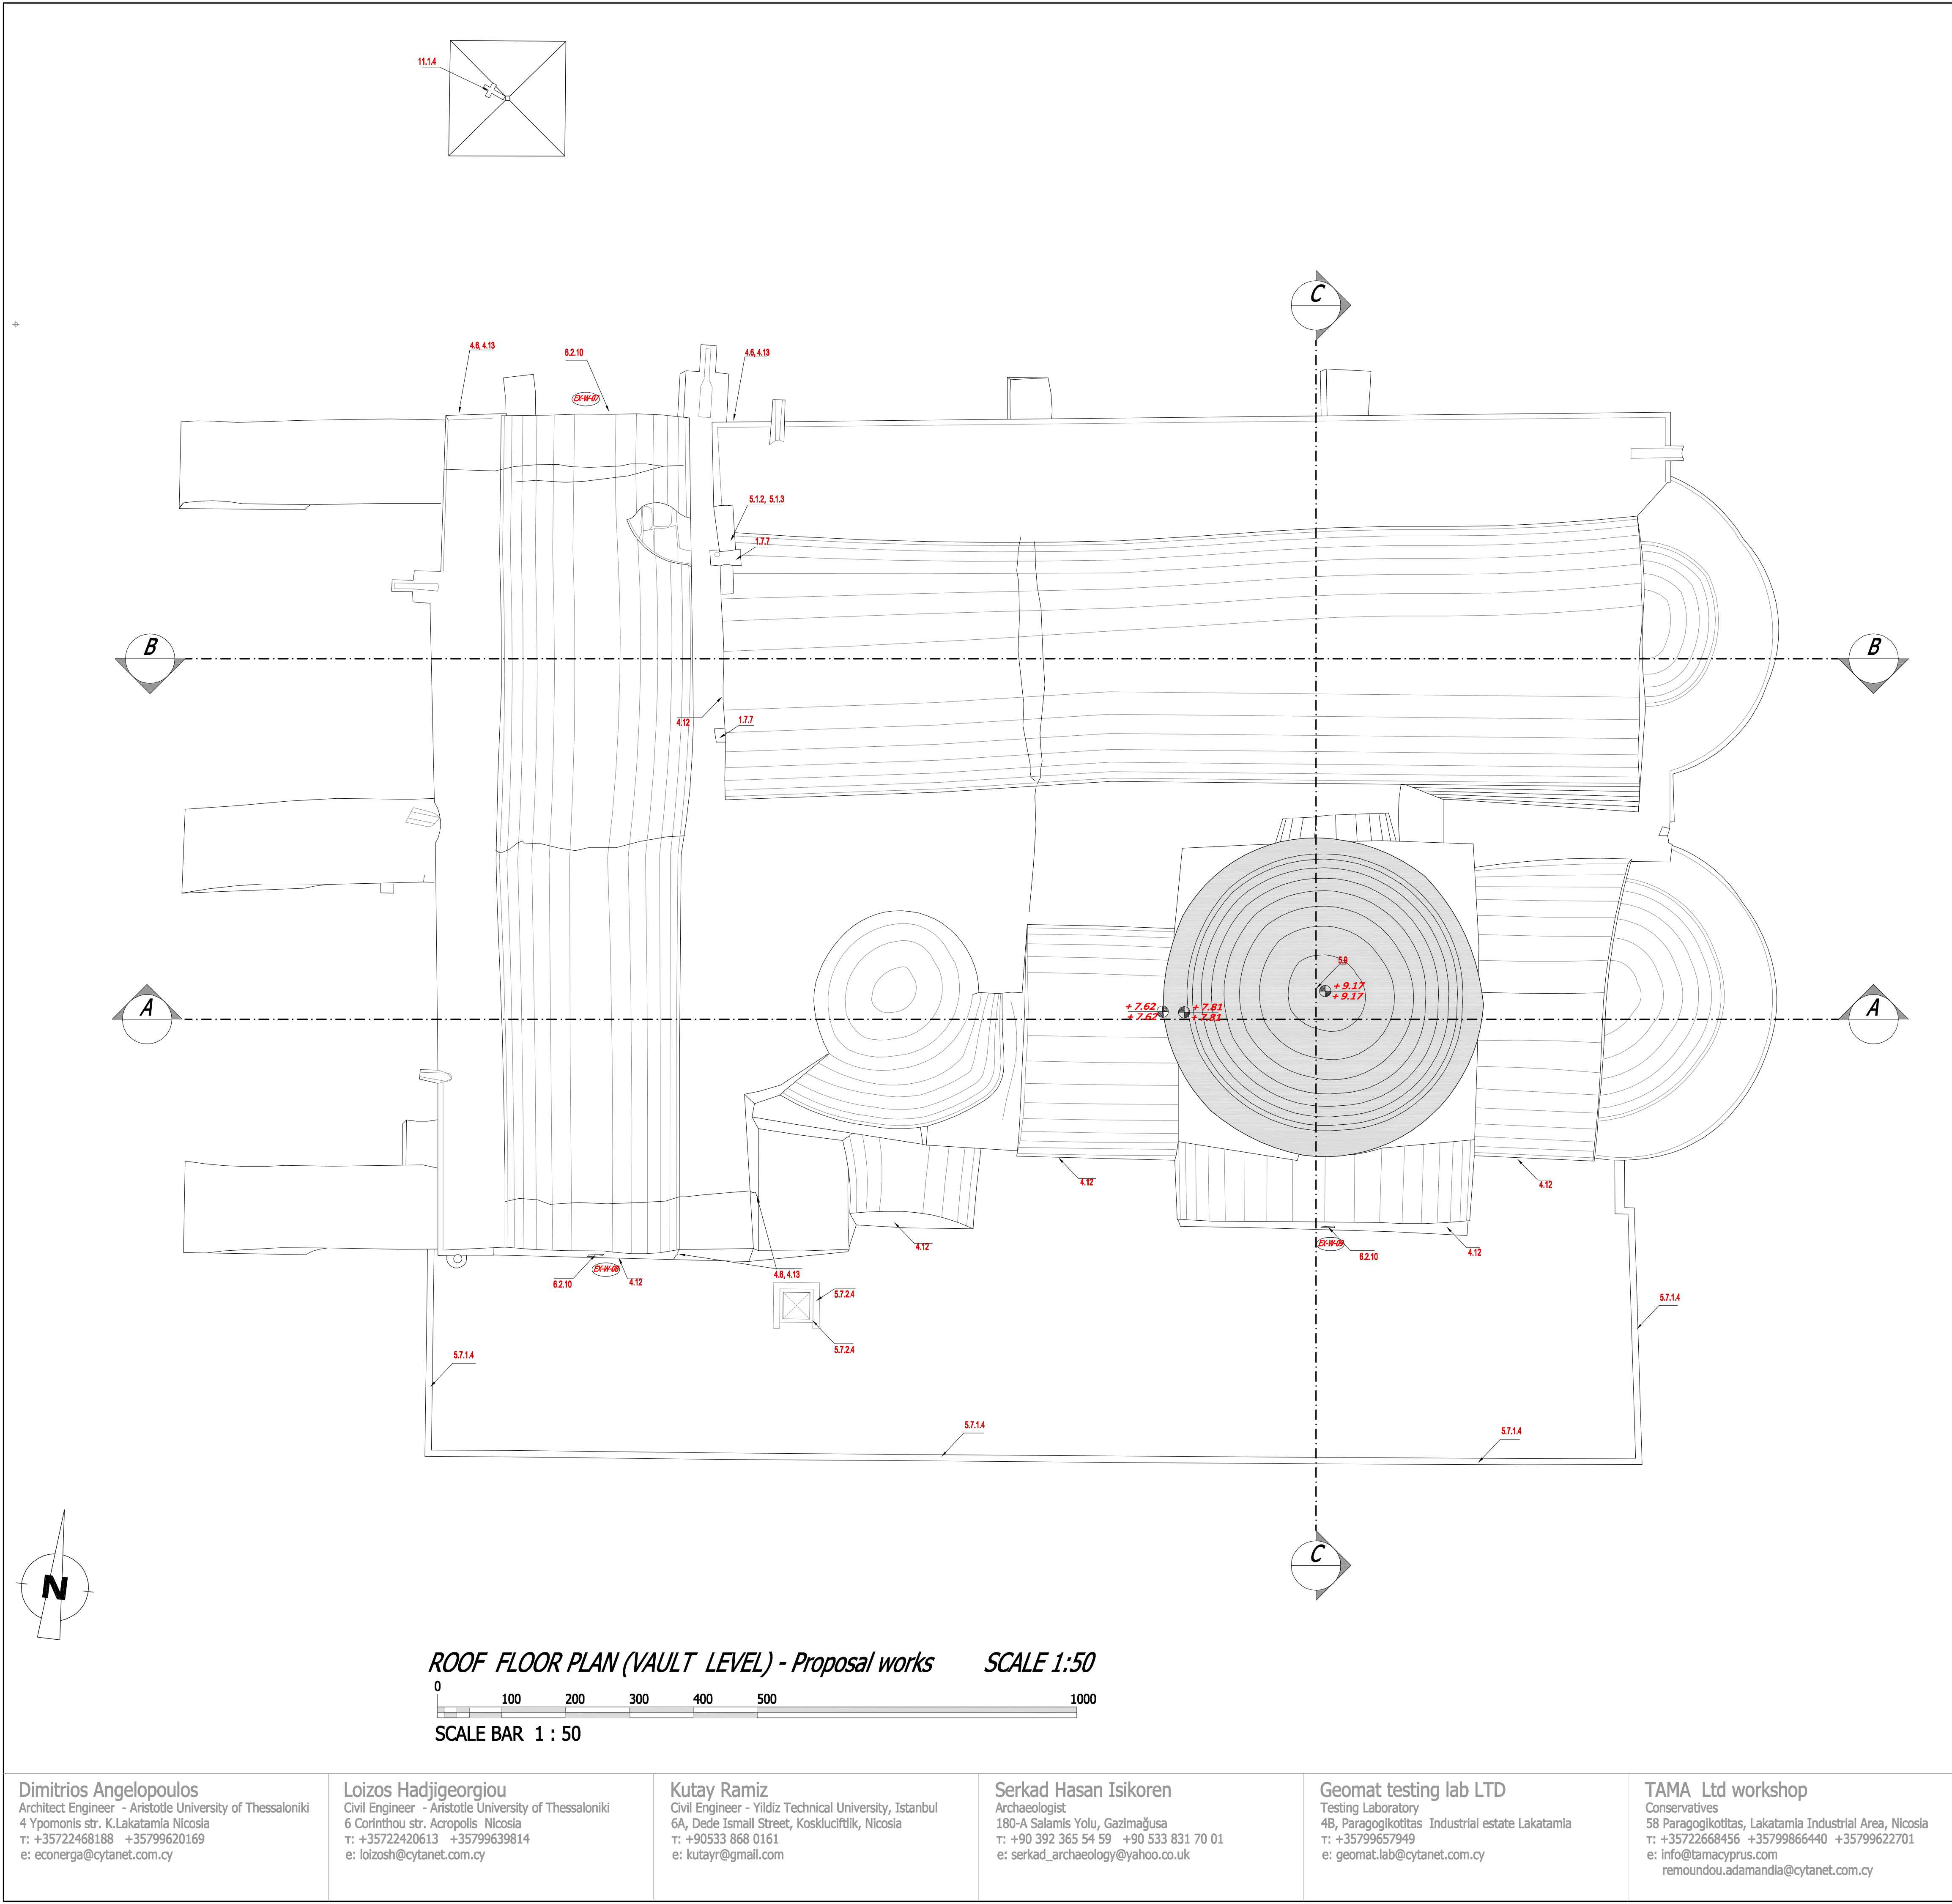 11.1.4
C
4.6, 4.13
6.2.10
4.6, 4.13
EX-W-07
5.1.2, 5.1.3
1.7.7
B
B
4.12
1.7.7
5.9
+ 9.17
+ 9.17
+ 7.62
+ 7.62
+ 7.81
+ 7.81
A
A
4.12
4.12
4.12
EX-W-09
6.2.10
4.12
EX-W-08
6.2.10
4.12
4.6, 4.13
5.7.2.4
5.7.2.4
5.7.1.4
5.7.1.4
5.7.1.4
5.7.1.4
C
N
ROOF FLOOR PLAN (VAULT LEVEL) - Proposal works SCALE 1:50
0
100 200 300 400 500 1000
SCALE BAR 1 : 50
Dimitrios Angelopoulos
Architect Engineer - Aristotle University of Thessaloniki
4 Ypomonis str. K.Lakatamia Nicosia
τ: +35722468188 +35799620169
e: econerga@cytanet.com.cy
Loizos Hadjigeorgiou
Civil Engineer - Aristotle University of Thessaloniki
6 Corinthou str. Acropolis Nicosia
τ: +35722420613 +35799639814
e: loizosh@cytanet.com.cy
Kutay Ramiz
Civil Engineer - Yildiz Technical University, Istanbul
6A, Dede Ismail Street, Koskluciftlik, Nicosia
τ: +90533 868 0161
e: kutayr@gmail.com
Serkad Hasan Isikoren
Archaeologist
180-A Salamis Yolu, Gazimağusa
τ: +90 392 365 54 59 +90 533 831 70 01
e: serkad_archaeology@yahoo.co.uk
Geomat testing lab LTD
Testing Laboratory
4B, Paragogikotitas Industrial estate Lakatamia
τ: +35799657949
e: geomat.lab@cytanet.com.cy
TAMA Ltd workshop
Conservatives
58 Paragogikotitas, Lakatamia Industrial Area, Nicosia
τ: +35722668456 +35799866440 +35799622701
e: info@tamacyprus.com
remoundou.adamandia@cytanet.com.cy